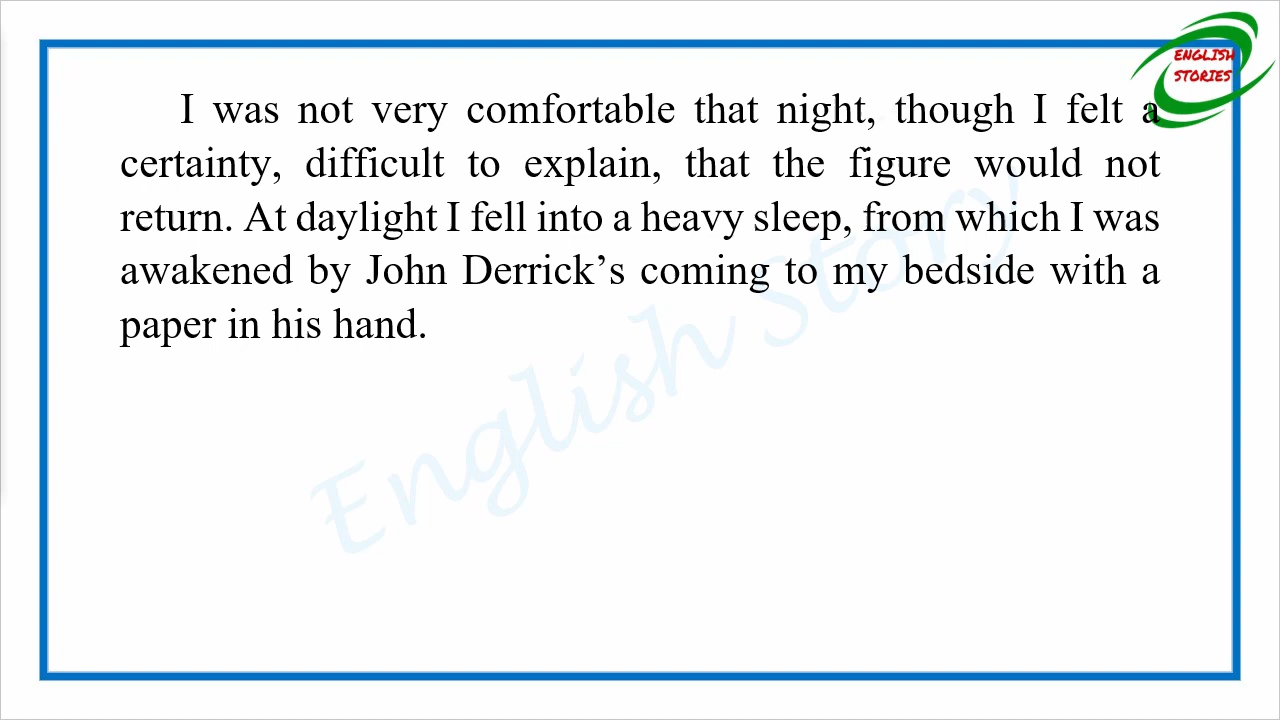 ENGLISH
STORIES
I was not very comfortable that night, though I felt a
certainty, difficult to explain, that the figure would not
return. At daylight I fell into a heavy sleep, from which I was
awakened by John Derrick’s coming to my bedside with a
paper in his hand.
English Story